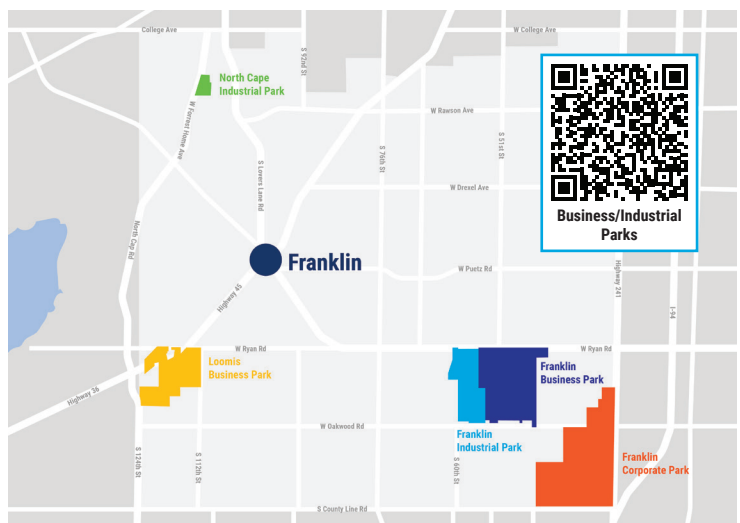 College Ave
S 92nd St
W College Ave
North Cape
Industrial Park
W Forrest Home Ave
W Rawson Ave
S 76th St
S 51st St
S Lovers Lane Rd
W Drexel Ave
Business/Industrial
Parks
North Cap Rd
Franklin
W Puetz Rd
Highway 241
Highway 45
I-94
W Ryan Rd
W Ryan Rd
Loomis
Business Park
Franklin
Business Park
Highway 36
W Oakwood Rd
Franklin
Industrial Park
S 124th St
S 112th St
S 60th St
Franklin
Corporate Park
S County Line Rd